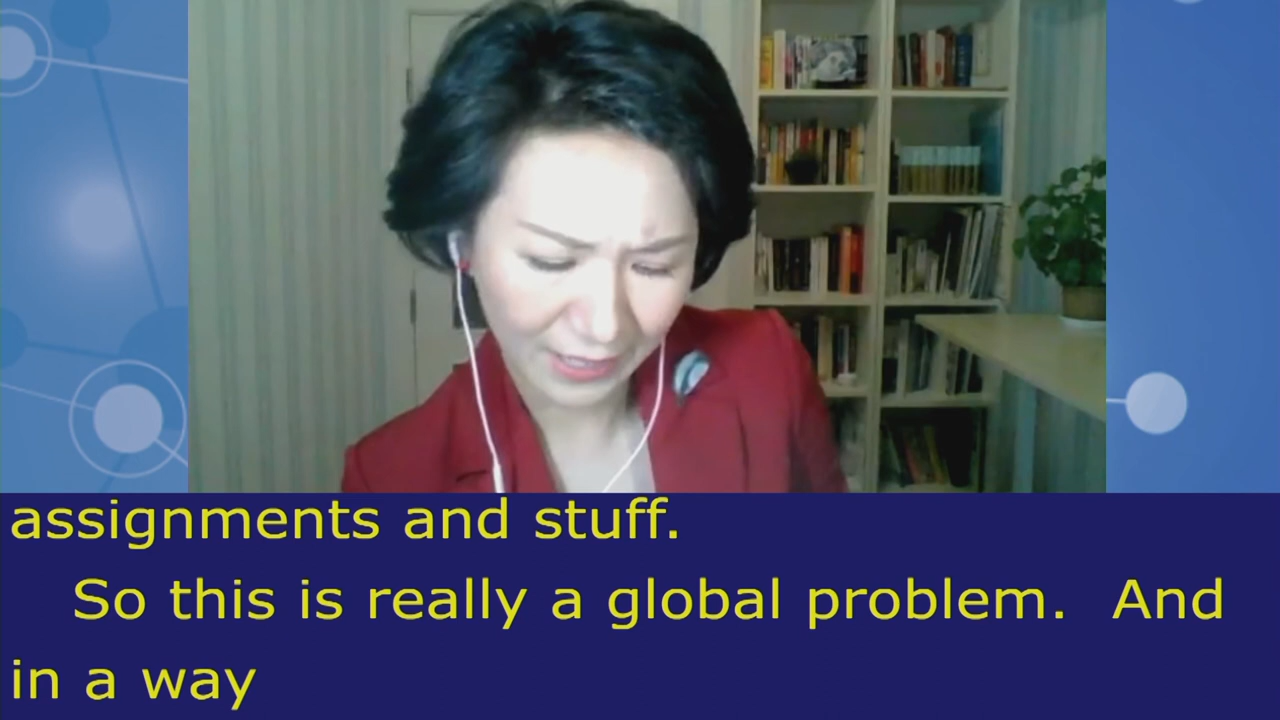 assignments and stuff.
So this is really a global problem. And
in a way